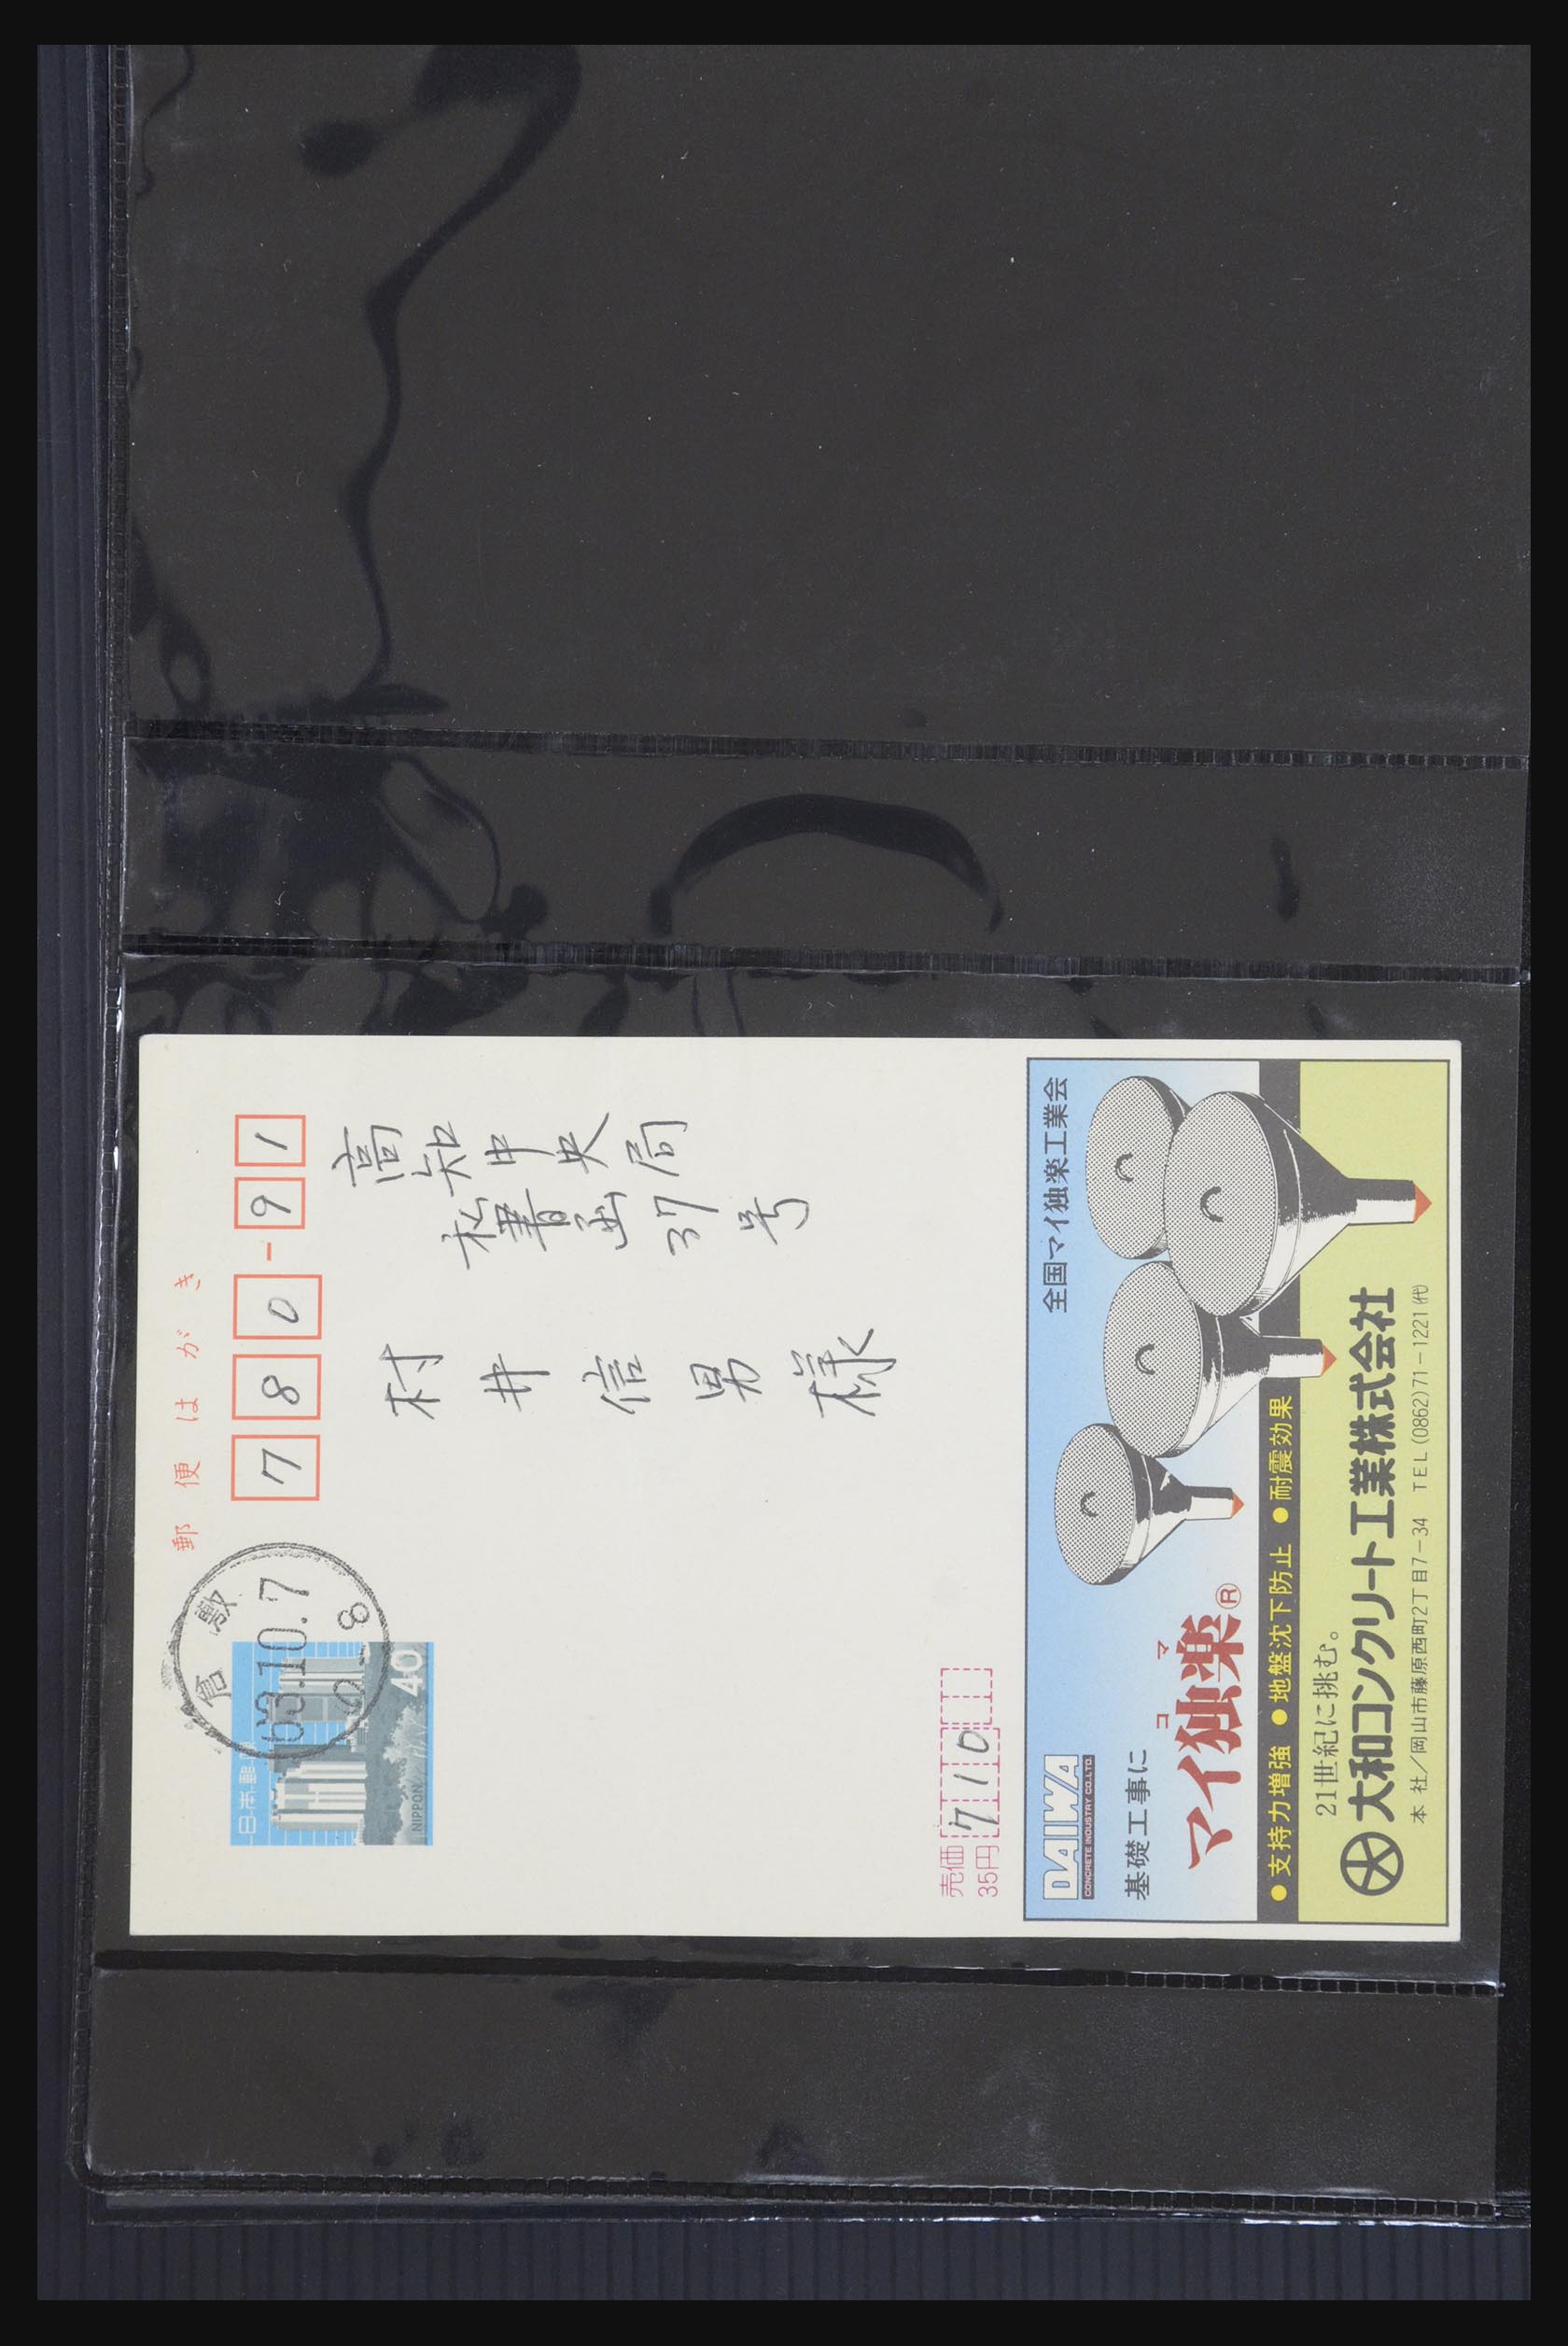 郵便はがき
780-91
日本郵便
40
NIPPON
倉敷
63.10.7
8
高知中央局
私書函37号
村井信男様
売価
35円
710
全国マイ独楽工業会
DAIWA
CONCRETE INDUSTRY CO.,LTD.
基礎工事に
コマ
マイ独楽®
●支持力増強 ●地盤沈下防止 ●耐震効果
21世紀に挑む。
大和コンクリート工業株式会社
本社/岡山市藤原西町2丁目7-34 TEL(0862)71-1221㈹